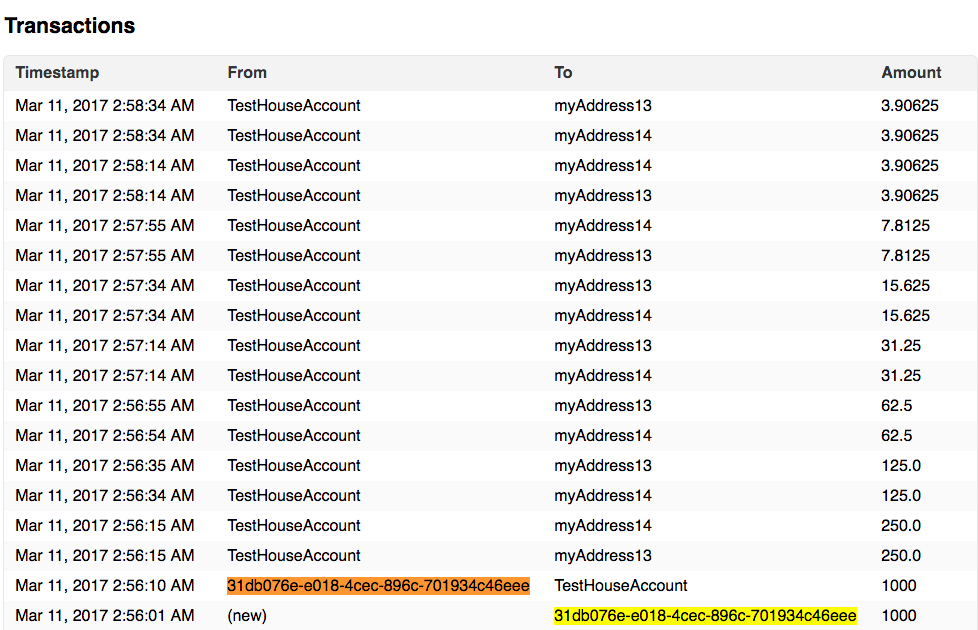 Transactions
Timestamp From To Amount
Mar 11, 2017 2:58:34 AM TestHouseAccount myAddress13 3.90625
Mar 11, 2017 2:58:34 AM TestHouseAccount myAddress14 3.90625
Mar 11, 2017 2:58:14 AM TestHouseAccount myAddress14 3.90625
Mar 11, 2017 2:58:14 AM TestHouseAccount myAddress13 3.90625
Mar 11, 2017 2:57:55 AM TestHouseAccount myAddress14 7.8125
Mar 11, 2017 2:57:55 AM TestHouseAccount myAddress13 7.8125
Mar 11, 2017 2:57:34 AM TestHouseAccount myAddress13 15.625
Mar 11, 2017 2:57:34 AM TestHouseAccount myAddress14 15.625
Mar 11, 2017 2:57:14 AM TestHouseAccount myAddress13 31.25
Mar 11, 2017 2:57:14 AM TestHouseAccount myAddress14 31.25
Mar 11, 2017 2:56:55 AM TestHouseAccount myAddress13 62.5
Mar 11, 2017 2:56:54 AM TestHouseAccount myAddress14 62.5
Mar 11, 2017 2:56:35 AM TestHouseAccount myAddress13 125.0
Mar 11, 2017 2:56:34 AM TestHouseAccount myAddress14 125.0
Mar 11, 2017 2:56:15 AM TestHouseAccount myAddress14 250.0
Mar 11, 2017 2:56:15 AM TestHouseAccount myAddress13 250.0
Mar 11, 2017 2:56:10 AM 31db076e-e018-4cec-896c-701934c46eee TestHouseAccount 1000
Mar 11, 2017 2:56:01 AM (new) 31db076e-e018-4cec-896c-701934c46eee 1000